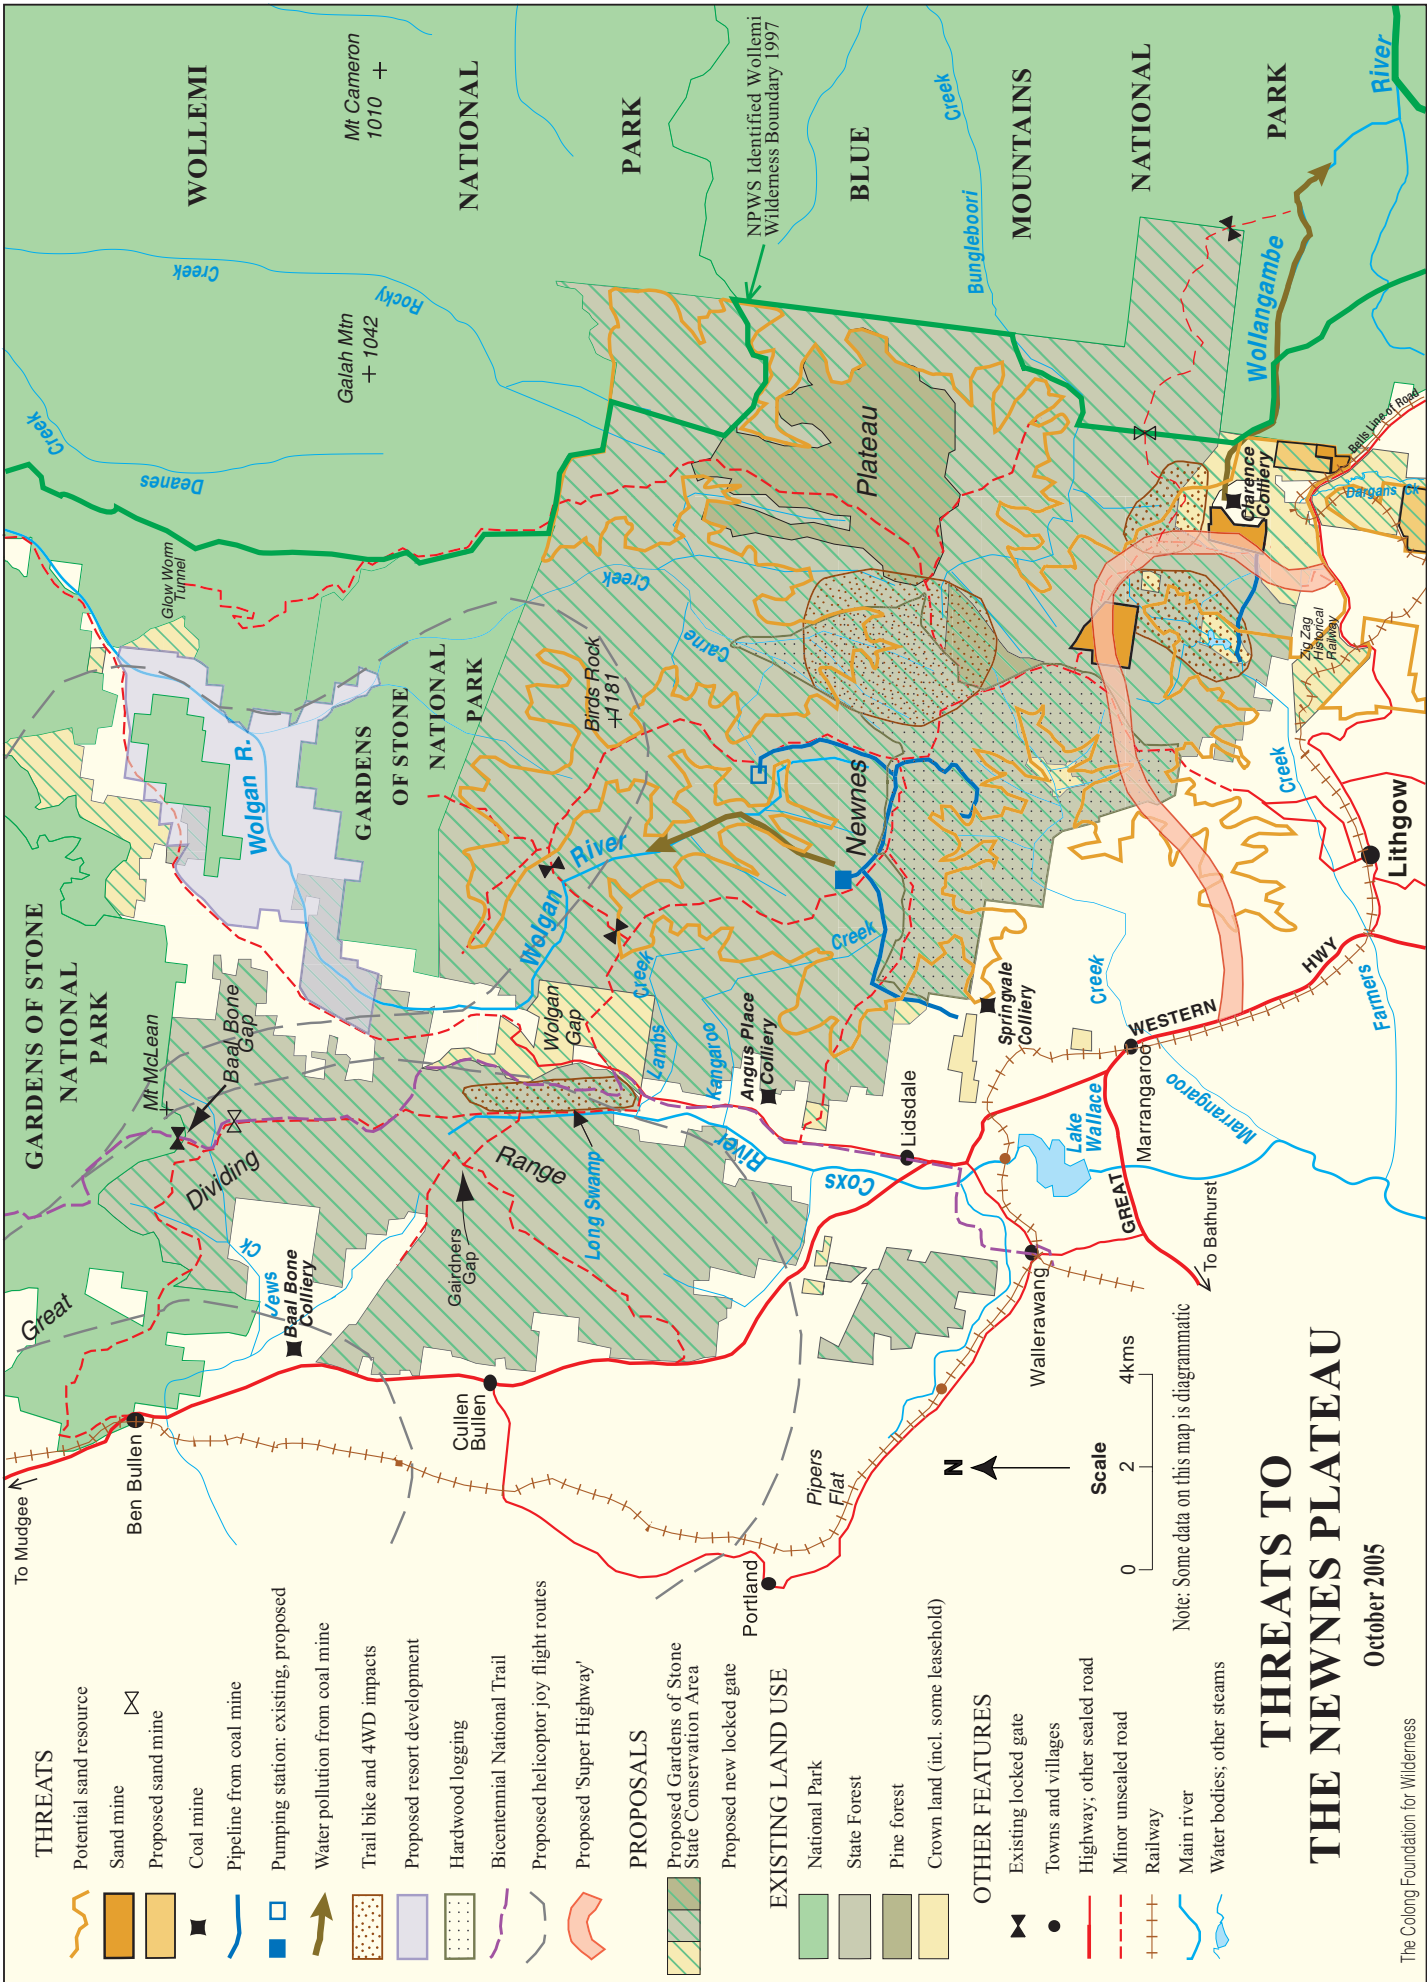 THREATS TO
THE NEWNES PLATEAU
October 2005
THREATS
Potential sand resource
Sand mine
Proposed sand mine
Coal mine
Pipeline from coal mine
Pumping station: existing, proposed
Water pollution from coal mine
Trail bike and 4WD impacts
Proposed resort development
Hardwood logging
Bicentennial National Trail
Proposed helicoptor joy flight routes
Proposed 'Super Highway'
PROPOSALS
Proposed Gardens of Stone
State Conservation Area
Proposed new locked gate
EXISTING LAND USE
National Park
State Forest
Pine forest
Crown land (incl. some leasehold)
OTHER FEATURES
Existing locked gate
Towns and villages
Highway; other sealed road
Minor unsealed road
Railway
Main river
Water bodies; other steams
The Colong Foundation for Wilderness
N
Scale
0
2
4kms
Note: Some data on this map is diagrammatic
To Mudgee
Ben Bullen
Cullen
Bullen
Portland
Pipers
Flat
Wallerawang
To Bathurst
GREAT
WESTERN
HWY
Marrangaroo
Marrangaroo
Creek
Lake
Wallace
Lidsdale
Coxs
River
Great
Dividing
Range
Jews
Ck
Baal Bone
Colliery
Gairdners
Gap
Long Swamp
Mt McLean
Baal Bone
Gap
GARDENS OF STONE
NATIONAL
PARK
Wolgan
Gap
Lambs
Creek
Kangaroo
Creek
Angus Place
Colliery
Springvale
Colliery
Farmers
Creek
Lithgow
Wolgan
River
Wolgan R.
Newnes
Plateau
GARDENS
OF STONE
NATIONAL
PARK
Birds Rock
1181
Carne
Creek
Glow Worm
Tunnel
Zig Zag
Historical
Railway
Clarence
Colliery
Dargans Ck
Bells Line of Road
Deanes
Creek
Galah Mtn
1042
Rocky
Creek
WOLLEMI
NATIONAL
PARK
Mt Cameron
1010
NPWS Identified Wollemi
Wilderness Boundary 1997
BLUE
MOUNTAINS
NATIONAL
PARK
Bungleboori
Creek
Wollangambe
River